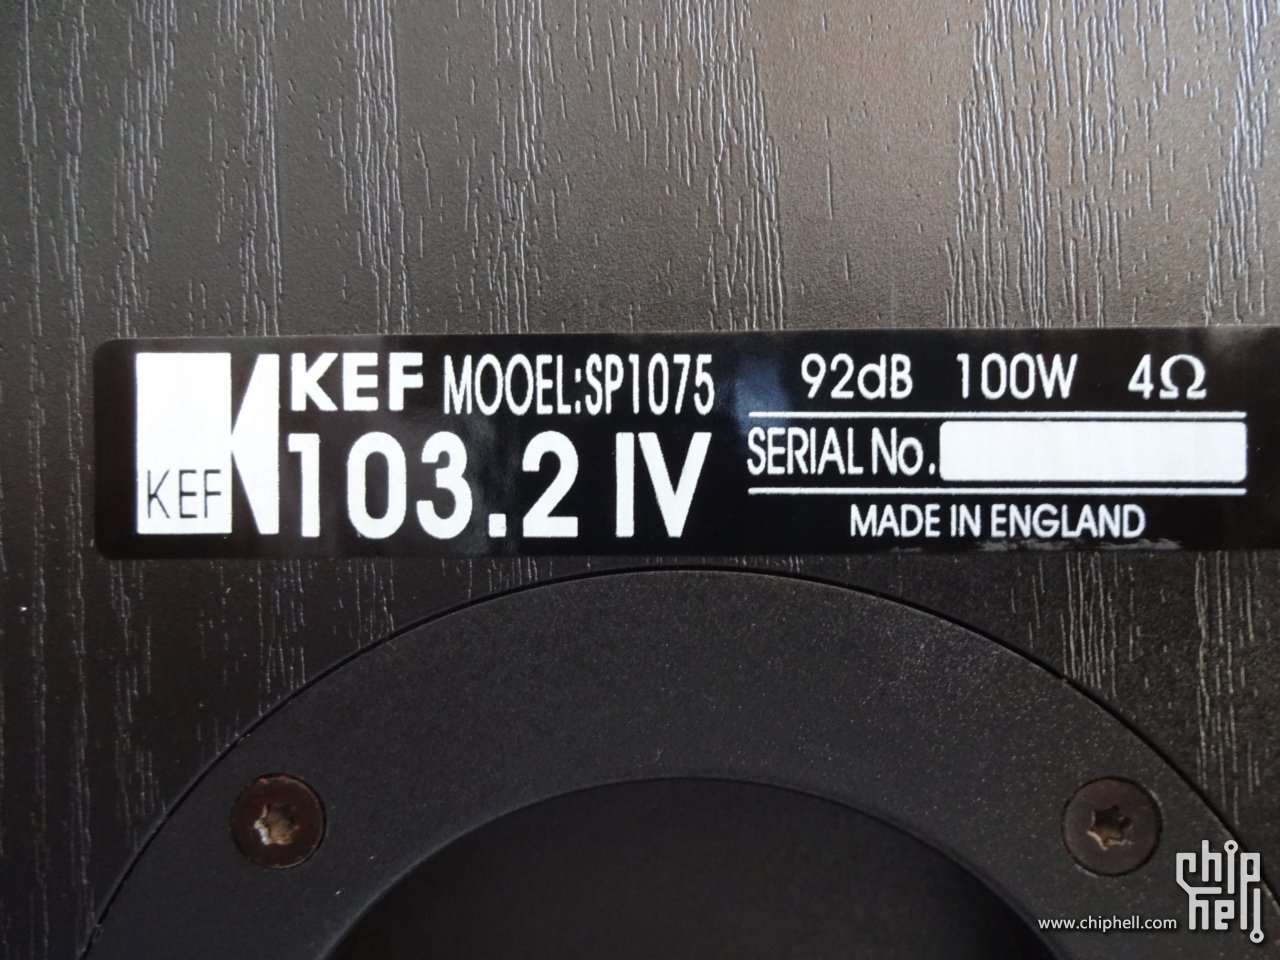 KEF
KEF MOOEL:SP1075
103.2 IV
92dB 100W 4Ω
SERIAL No.
MADE IN ENGLAND
chip
hell
www.chiphell.com